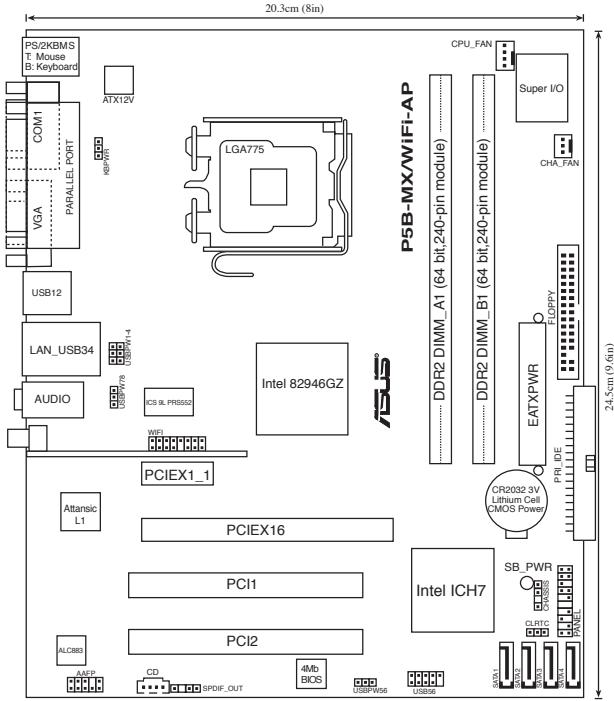 20.3cm (8in)
PS/2KBMS
T: Mouse
B: Keyboard
CPU_FAN
ATX12V
Super I/O
COM1
PARALLEL PORT
VGA
KBPWR
LGA775
P5B-MX/WiFi-AP
DDR2 DIMM_A1 (64 bit,240-pin module)
DDR2 DIMM_B1 (64 bit,240-pin module)
CHA_FAN
USB12
FLOPPY
24.5cm (9.6in)
LAN_USB34
USBPW1-4
Intel 82946GZ
ASUS
EATXPWR
AUDIO
USBPW78
ICS 9L PRS552
WIFI
PRI_IDE
PCIEX1_1
CR2032 3V
Lithium Cell
CMOS Power
Attansic
L1
PCIEX16
Intel ICH7
SB_PWR
CHASSIS
PANEL
PCI1
CLRTC
PCI2
ALC883
4Mb
BIOS
SATA1
SATA2
SATA3
SATA4
AAFP
CD
SPDIF_OUT
USBPW56
USB56